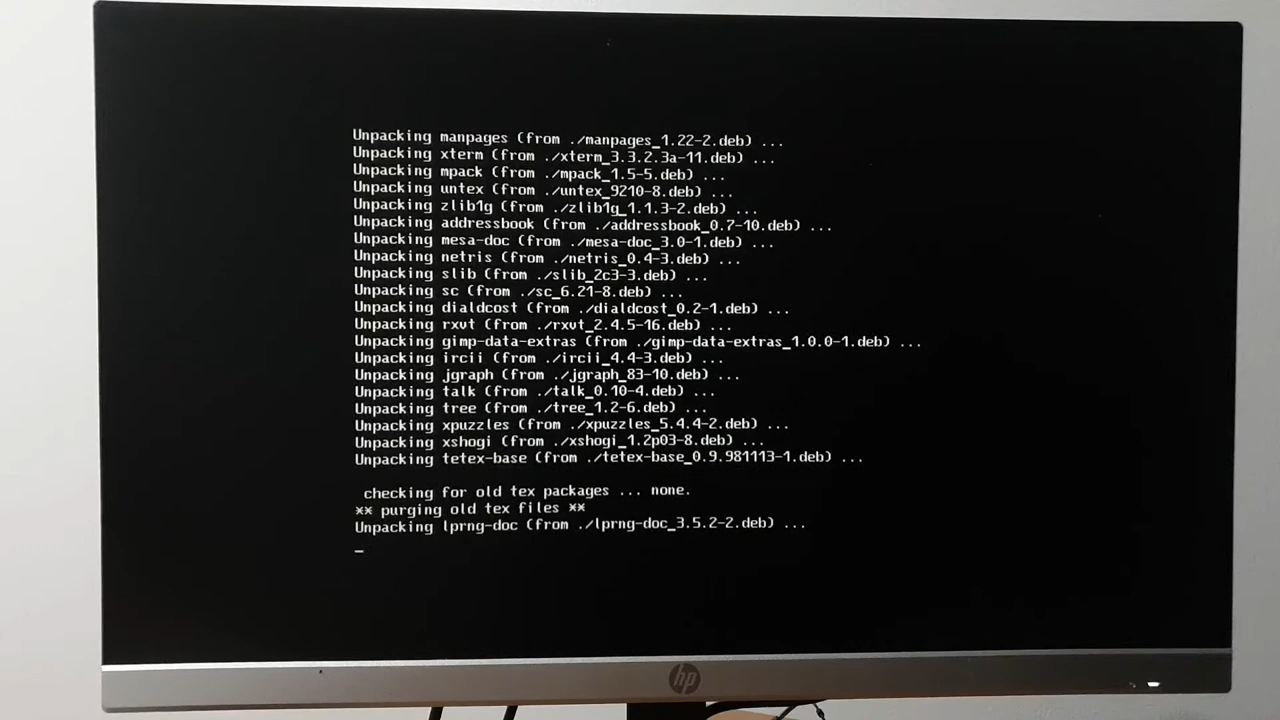 Unpacking manpages (from ./manpages_1.22-2.deb) ...
Unpacking xterm (from ./xterm_3.3.2.3a-11.deb) ...
Unpacking mpack (from ./mpack_1.5-5.deb) ...
Unpacking untex (from ./untex_9210-8.deb) ...
Unpacking zlib1g (from ./zlib1g_1.1.3-2.deb) ...
Unpacking addressbook (from ./addressbook_0.7-10.deb) ...
Unpacking mesa-doc (from ./mesa-doc_3.0-1.deb) ...
Unpacking netris (from ./netris_0.4-3.deb) ...
Unpacking slib (from ./slib_2c3-3.deb) ...
Unpacking sc (from ./sc_6.21-8.deb) ...
Unpacking dialdcost (from ./dialdcost_0.2-1.deb) ...
Unpacking rxvt (from ./rxvt_2.4.5-16.deb) ...
Unpacking gimp-data-extras (from ./gimp-data-extras_1.0.0-1.deb) ...
Unpacking ircii (from ./ircii_4.4-3.deb) ...
Unpacking jgraph (from ./jgraph_83-10.deb) ...
Unpacking talk (from ./talk_0.10-4.deb) ...
Unpacking tree (from ./tree_1.2-6.deb) ...
Unpacking xpuzzles (from ./xpuzzles_5.4.4-2.deb) ...
Unpacking xshogi (from ./xshogi_1.2p03-8.deb) ...
Unpacking tetex-base (from ./tetex-base_0.9.981113-1.deb) ...
checking for old tex packages ... none.
** purging old tex files **
Unpacking lprng-doc (from ./lprng-doc_3.5.2-2.deb) ...
_
hp